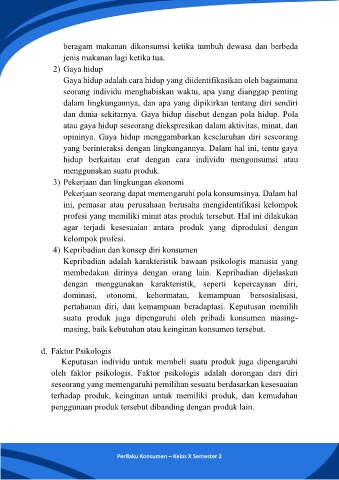 beragam makanan dikonsumsi ketika tumbuh dewasa dan berbeda
jenis makanan lagi ketika tua.
2) Gaya hidup
Gaya hidup adalah cara hidup yang diidentifikasikan oleh bagaimana
seorang individu menghabiskan waktu, apa yang dianggap penting
dalam lingkungannya, dan apa yang dipikirkan tentang diri sendiri
dan dunia sekitarnya. Gaya hidup disebut dengan pola hidup. Pola
atau gaya hidup seseorang diekspresikan dalam aktivitas, minat, dan
opininya. Gaya hidup menggambarkan keseluruhan diri seseorang
yang berinteraksi dengan lingkungannya. Dalam hal ini, tentu gaya
hidup berkaitan erat dengan cara individu mengonsumsi atau
menggunakan suatu produk.
3) Pekerjaan dan lingkungan ekonomi
Pekerjaan seorang dapat memengaruhi pola konsumsinya. Dalam hal
ini, pemasar atau perusahaan berusaha mengidentifikasi kelompok
profesi yang memiliki minat atas produk tersebut. Hal ini dilakukan
agar terjadi kesesuaian antara produk yang diproduksi dengan
kelompok profesi.
4) Kepribadian dan konsep diri konsumen
Kepribadian adalah karakteristik bawaan psikologis manusia yang
membedakan dirinya dengan orang lain. Kepribadian dijelaskan
dengan menggunakan karakteristik, seperti kepercayaan diri,
dominasi, otonomi, kehormatan, kemampuan bersosialisasi,
pertahanan diri, dan kemampuan beradaptasi. Keputusan memilih
suatu produk juga dipengaruhi oleh pribadi konsumen masing-
masing, baik kebutuhan atau keinginan konsumen tersebut.
d. Faktor Psikologis
Keputusan individu untuk membeli suatu produk juga dipengaruhi
oleh faktor psikologis. Faktor psikologis adalah dorongan dari diri
seseorang yang memengaruhi pemilihan sesuatu berdasarkan kesesuaian
terhadap produk, keinginan untuk memiliki produk, dan kemudahan
penggunaan produk tersebut dibanding dengan produk lain.
Perilaku Konsumen – Kelas X Semester 2